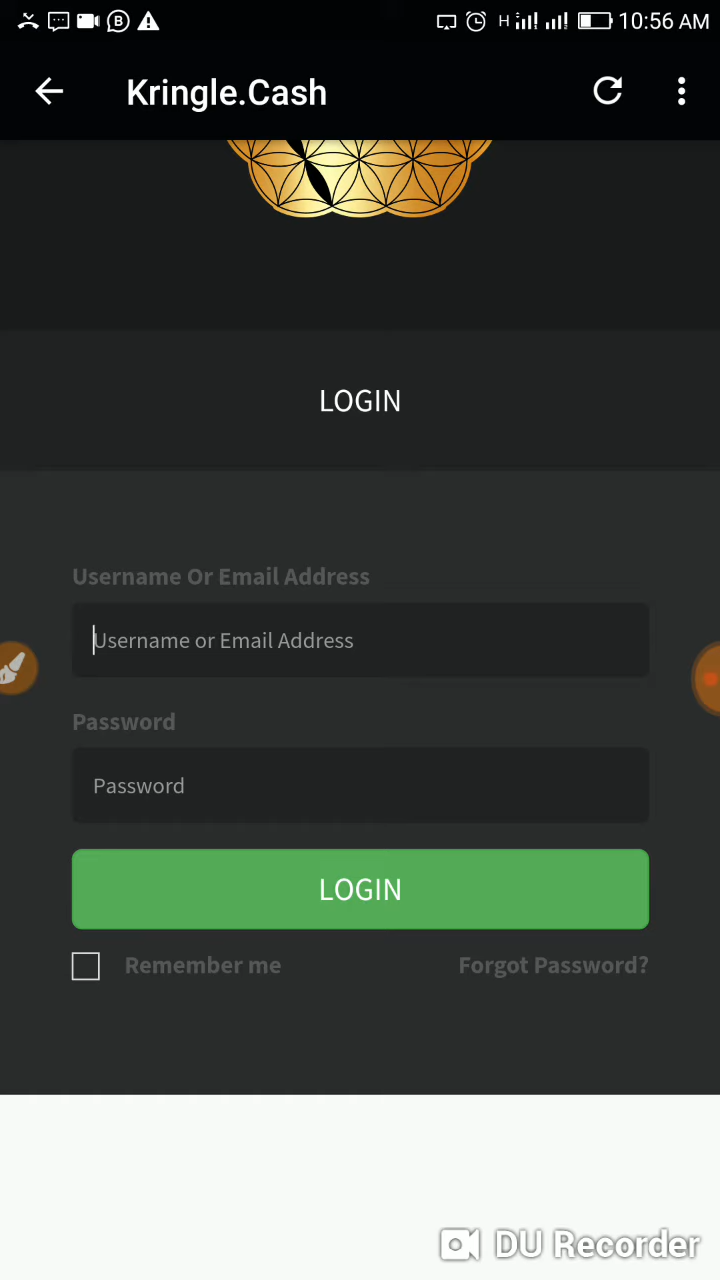 H 10:56 AM
Kringle.Cash
LOGIN
Username Or Email Address
Username or Email Address
Password
Password
LOGIN
Remember me Forgot Password?
DU Recorder